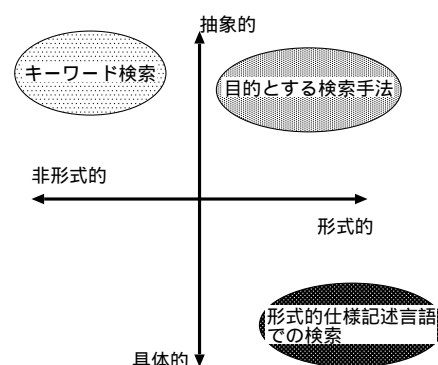 抽象的
キーワード検索
目的とする検索手法
非形式的
形式的
形式的仕様記述言語
での検索
具体的